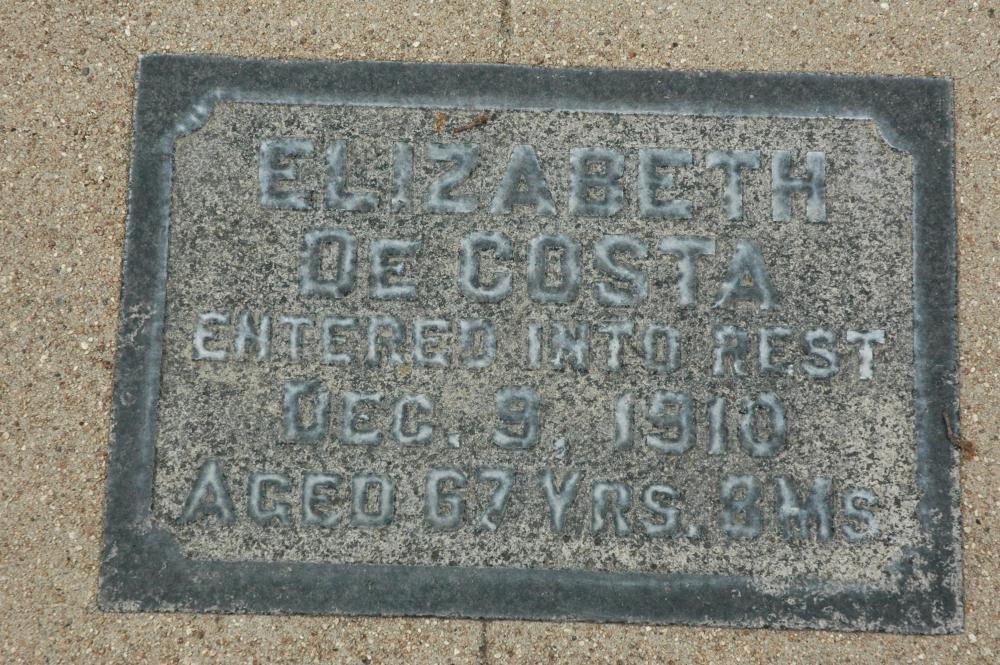 ELIZABETH
DE COSTA
ENTERED INTO REST
DEC. 9, 1910
AGED 67 YRS. 8 MS